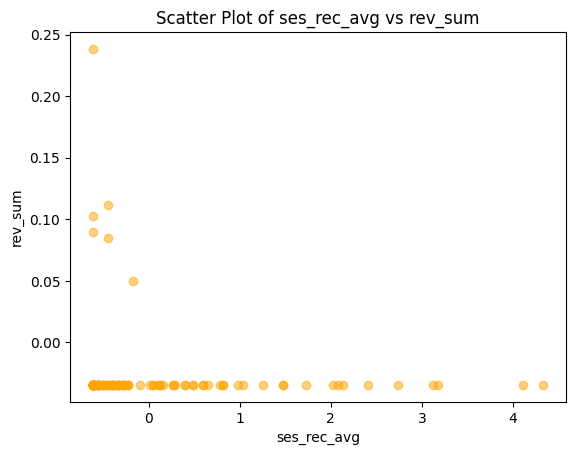 Scatter Plot of ses_rec_avg vs rev_sum
0.25
0.20
0.15
0.10
0.05
0.00
rev_sum
0 1 2 3 4
ses_rec_avg